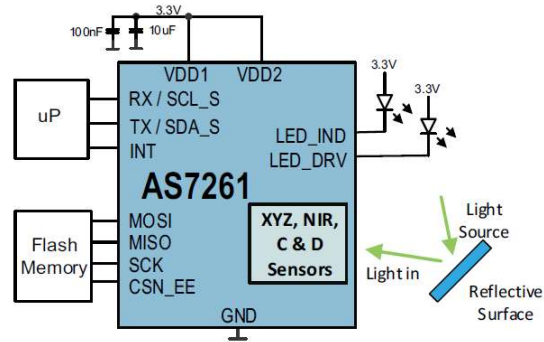 3.3V
100nF
10uF
VDD1
VDD2
3.3V
3.3V
uP
RX / SCL_S
TX / SDA_S
INT
LED_IND
LED_DRV
AS7261
Flash
Memory
MOSI
MISO
SCK
CSN_EE
XYZ, NIR,
C & D
Sensors
Light
Source
Light in
Reflective
Surface
GND